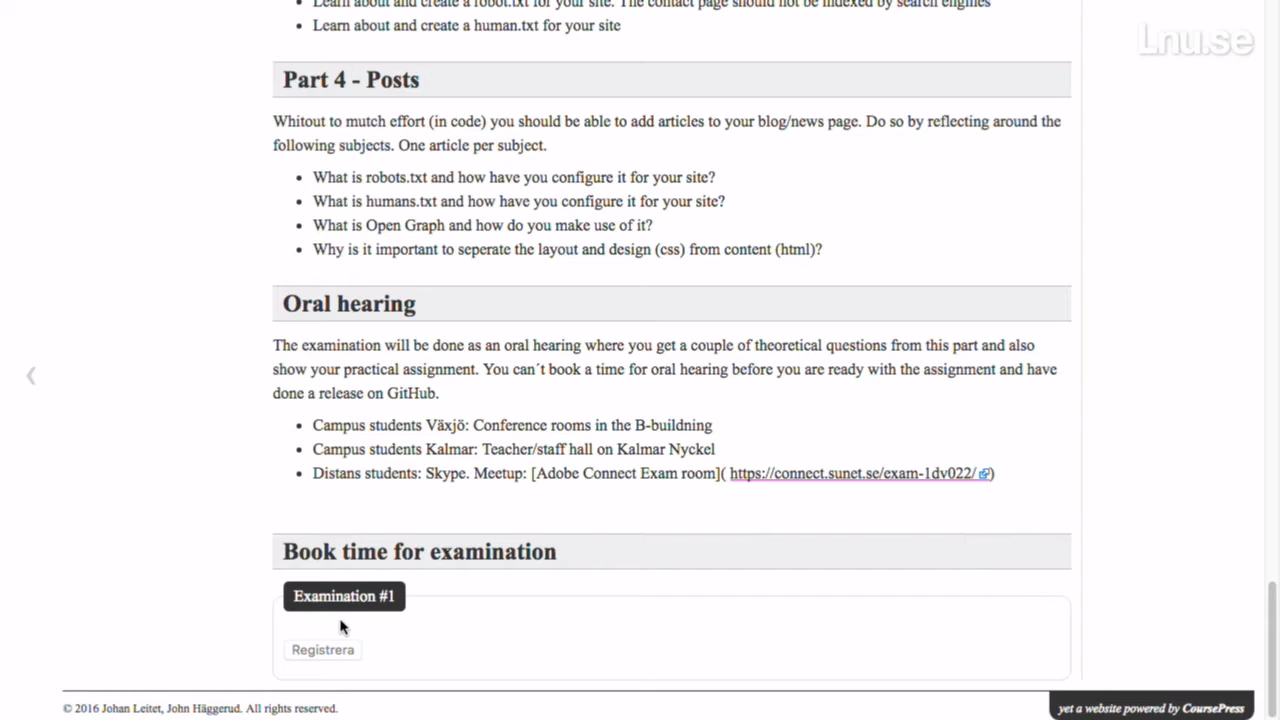 Learn about and create a robot.txt for your site. The contact page should not be indexed by search engines
Learn about and create a human.txt for your site
Lnu.se
Part 4 - Posts
Whitout to mutch effort (in code) you should be able to add articles to your blog/news page. Do so by reflecting around the
following subjects. One article per subject.
What is robots.txt and how have you configure it for your site?
What is humans.txt and how have you configure it for your site?
What is Open Graph and how do you make use of it?
Why is it important to seperate the layout and design (css) from content (html)?
Oral hearing
The examination will be done as an oral hearing where you get a couple of theoretical questions from this part and also
show your practical assignment. You can´t book a time for oral hearing before you are ready with the assignment and have
done a release on GitHub.
Campus students Växjö: Conference rooms in the B-buildning
Campus students Kalmar: Teacher/staff hall on Kalmar Nyckel
Distans students: Skype. Meetup: [Adobe Connect Exam room]( https://connect.sunet.se/exam-1dv022/)
Book time for examination
Examination #1
Registrera
© 2016 Johan Leitet, John Häggerud. All rights reserved.
yet a website powered by CoursePress